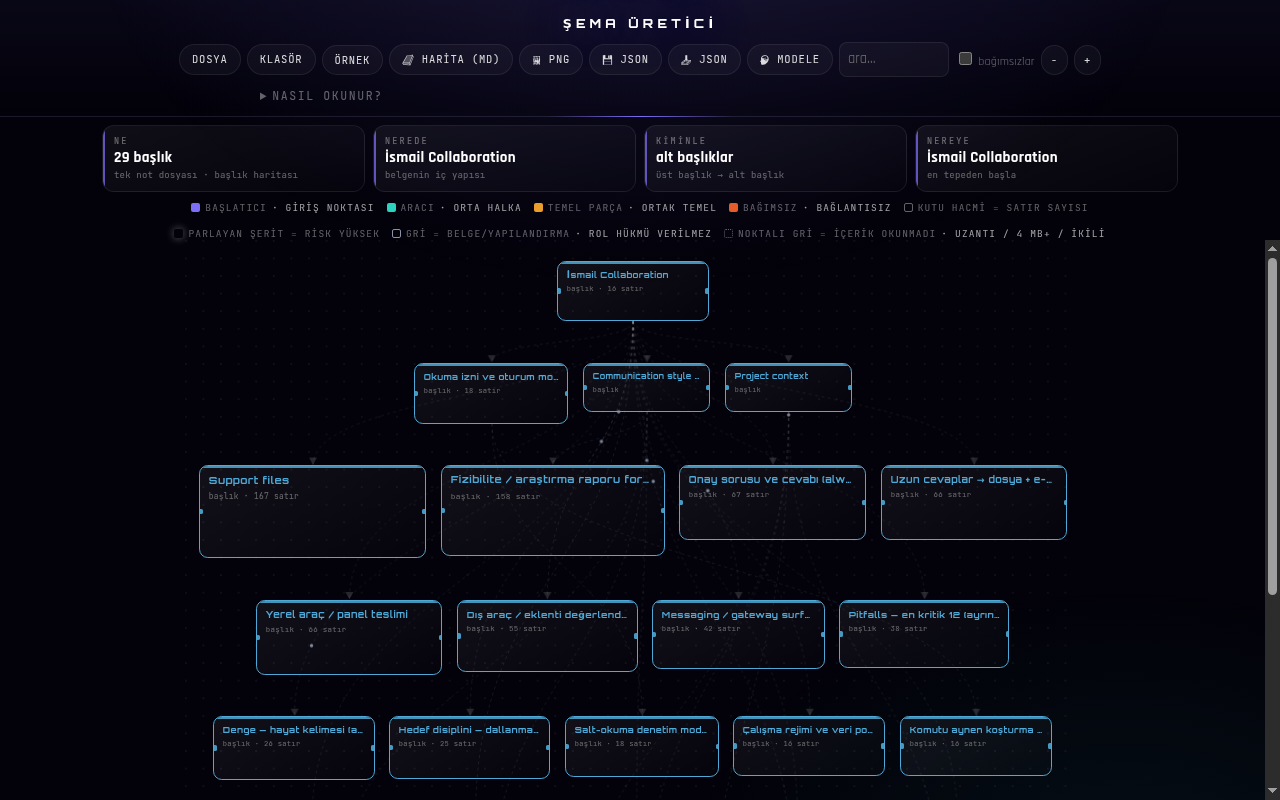 ŞEMA ÜRETİCİ
DOSYA KLASÖR ÖRNEK HARİTA (MD) PNG JSON JSON MODELE ara… bağımsızlar - +
▶ NASIL OKUNUR?
NE
29 başlık
tek not dosyası · başlık haritası
NEREDE
İsmail Collaboration
belgenin iç yapısı
KİMİNLE
alt başlıklar
üst başlık → alt başlık
NEREYE
İsmail Collaboration
en tepeden başla
BAŞLATICI · GİRİŞ NOKTASI ARACI · ORTA HALKA TEMEL PARÇA · ORTAK TEMEL BAĞIMSIZ · BAĞLANTISIZ KUTU HACMİ = SATIR SAYISI
PARLAYAN ŞERİT = RİSK YÜKSEK GRİ = BELGE/YAPILANDIRMA · ROL HÜKMÜ VERİLMEZ NOKTALI GRİ = İÇERİK OKUNMADI · UZANTI / 4 MB+ / İKİLİ
İsmail Collaboration
başlık · 16 satır
Okuma izni ve oturum mo…
başlık · 18 satır
Communication style …
başlık
Project context
başlık
Support files
başlık · 167 satır
Fizibilite / araştırma raporu for…
başlık · 158 satır
Onay sorusu ve cevabı (alw…
başlık · 67 satır
Uzun cevaplar → dosya + e-…
başlık · 66 satır
Yerel araç / panel teslimi
başlık · 66 satır
Dış araç / eklenti değerlend…
başlık · 55 satır
Messaging / gateway surf…
başlık · 42 satır
Pitfalls — en kritik 12 (ayrın…
başlık · 38 satır
Denge — hayat kelimesi (a…
başlık · 26 satır
Hedef disiplini — dallanma…
başlık · 25 satır
Salt-okuma denetim mod…
başlık · 18 satır
Çalışma rejimi ve veri po…
başlık · 16 satır
Komutu aynen koşturma …
başlık · 16 satır